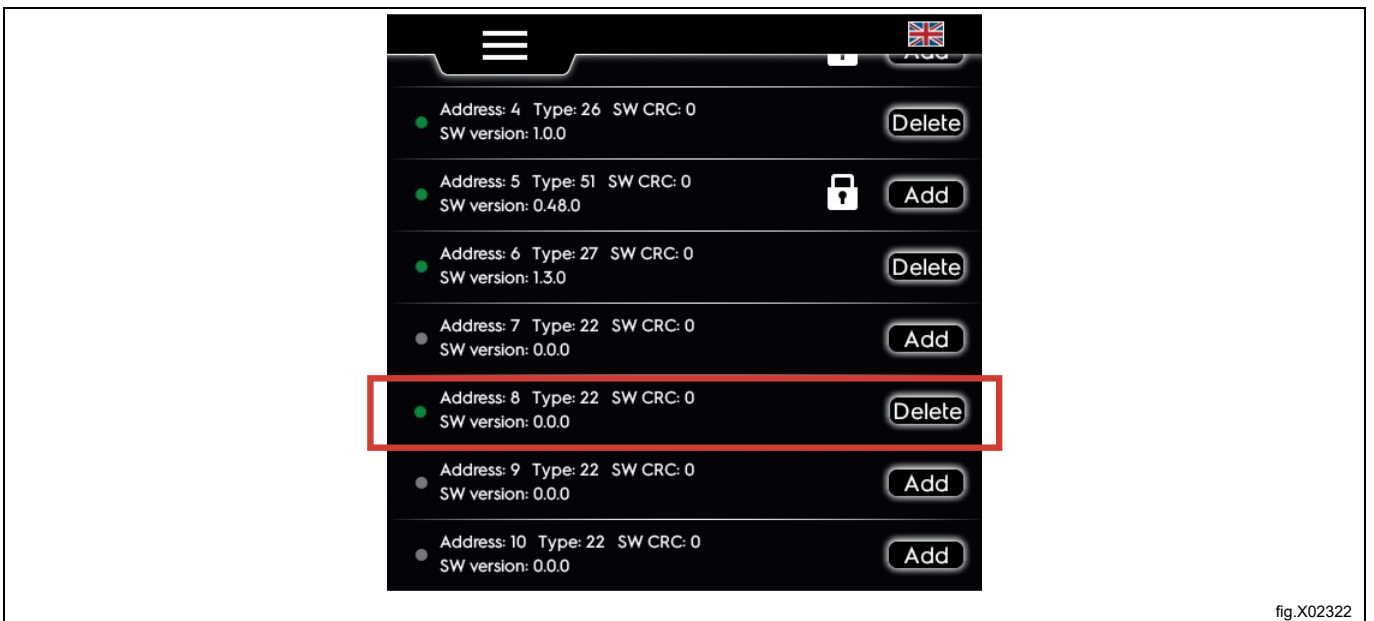 Add
Address: 4 Type: 26 SW CRC: 0
SW version: 1.0.0
Delete
Address: 5 Type: 51 SW CRC: 0
SW version: 0.48.0
Add
Address: 6 Type: 27 SW CRC: 0
SW version: 1.3.0
Delete
Address: 7 Type: 22 SW CRC: 0
SW version: 0.0.0
Add
Address: 8 Type: 22 SW CRC: 0
SW version: 0.0.0
Delete
Address: 9 Type: 22 SW CRC: 0
SW version: 0.0.0
Add
Address: 10 Type: 22 SW CRC: 0
SW version: 0.0.0
Add
fig.X02322